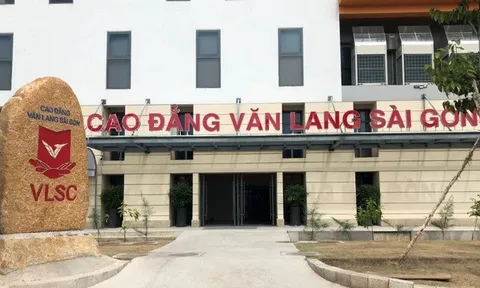 CAO ĐẲNG VĂN LANG SÀI GÒN
CAO ĐẲNG
VĂN LANG SÀI GÒN
VLSC